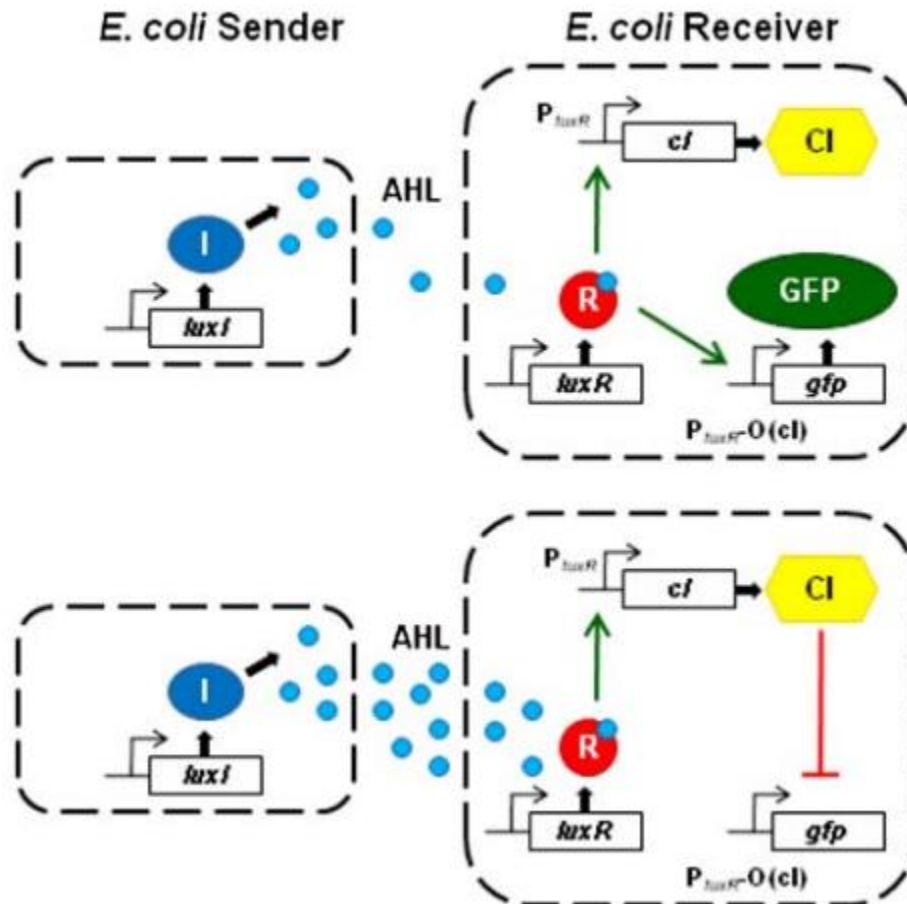 E. coli Sender
E. coli Receiver
PluxR
cI
CI
AHL
I
R
GFP
luxI
luxR
gfp
PluxR-O(cI)
PluxR
cI
CI
AHL
I
R
luxI
luxR
gfp
PluxR-O(cI)